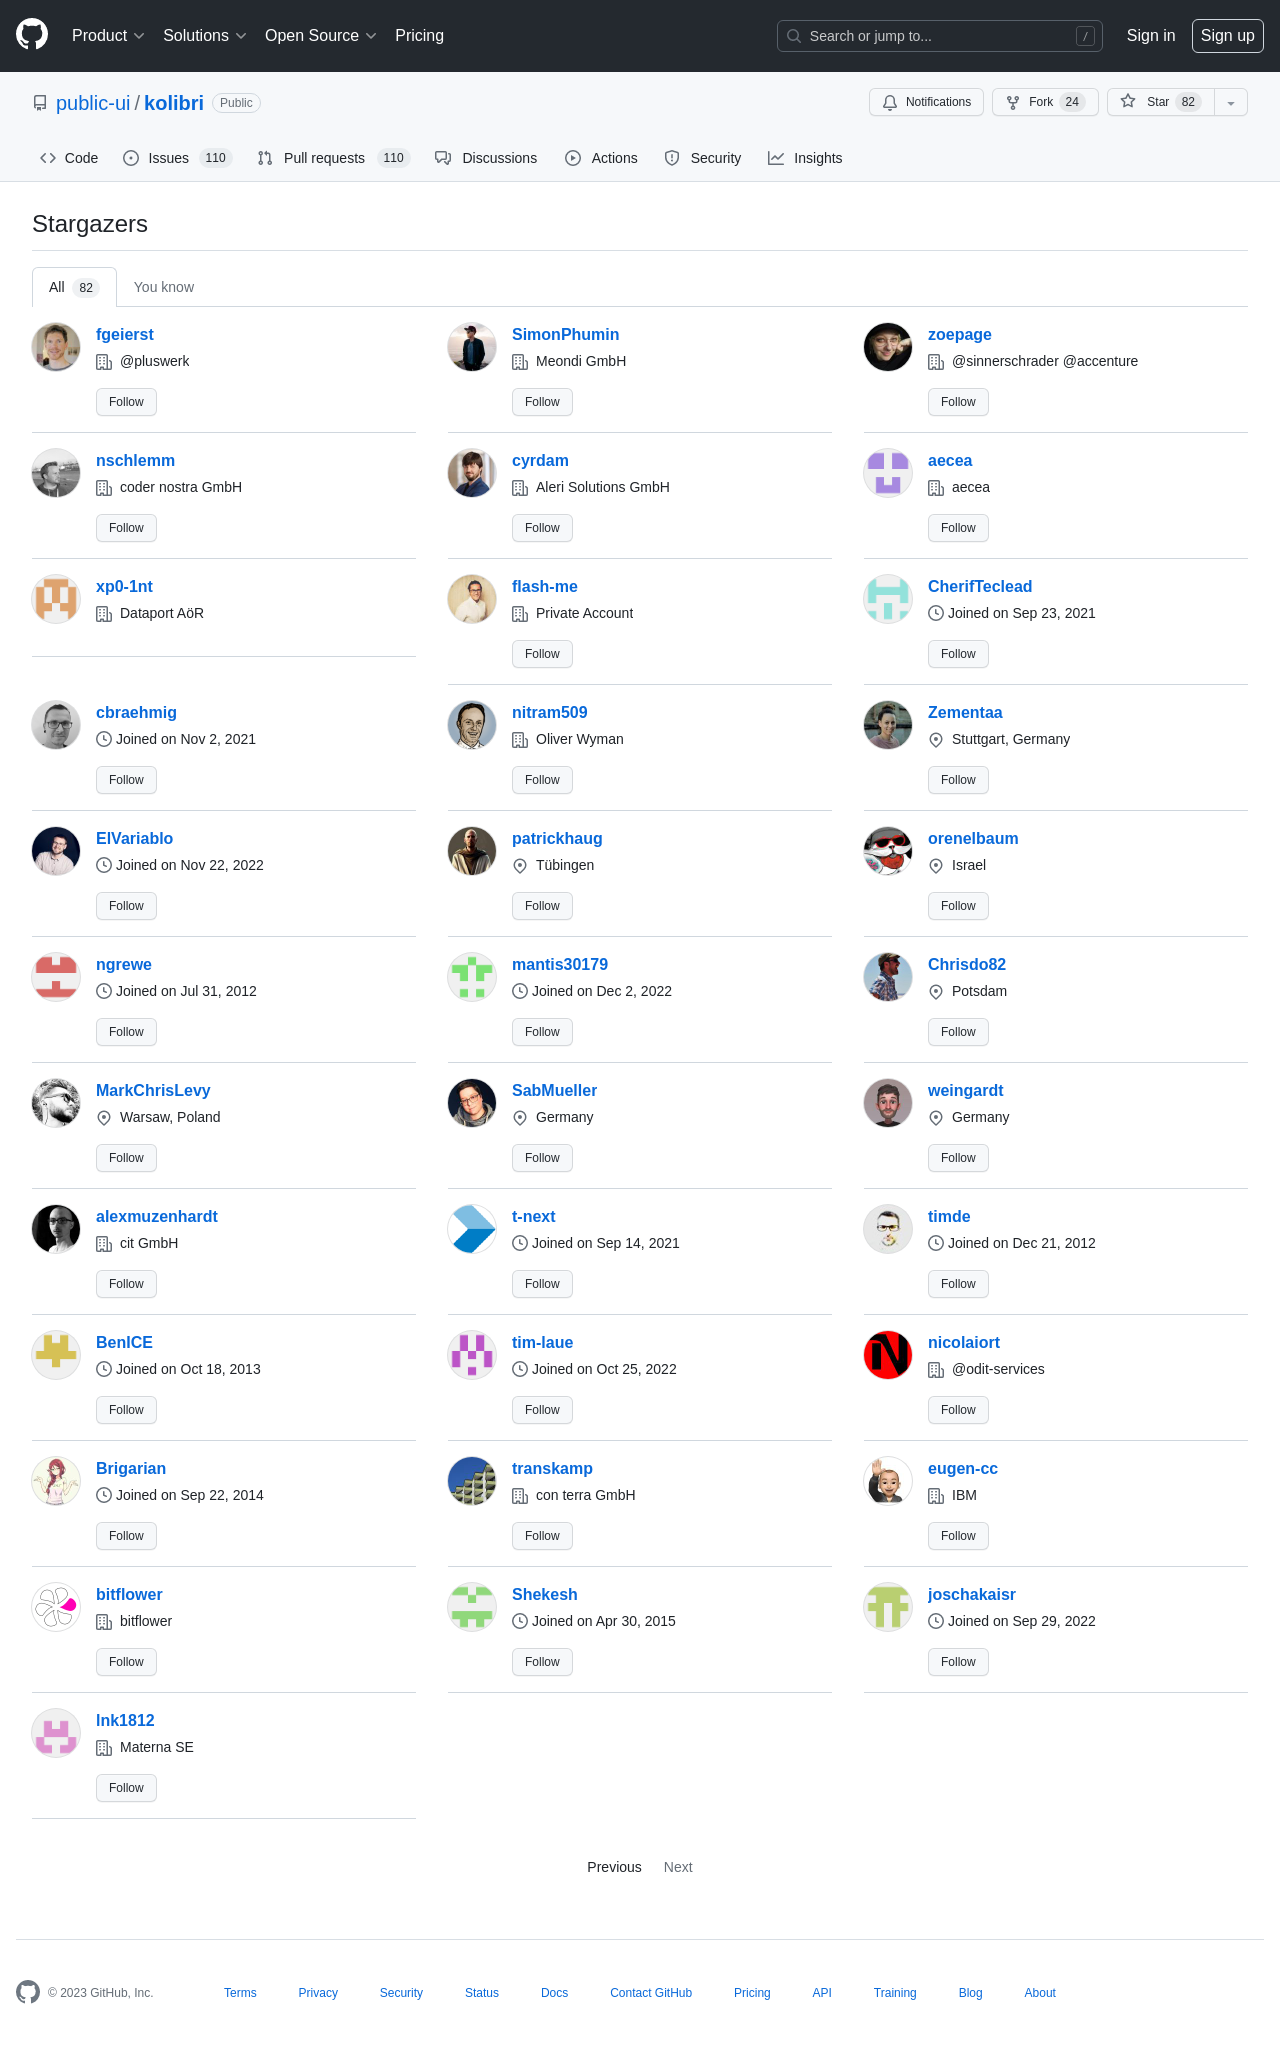 Product Solutions Open Source Pricing Search or jump to... / Sign in Sign up
public-ui / kolibri Public Notifications Fork 24 Star 82
Code Issues 110 Pull requests 110 Discussions Actions Security Insights
Stargazers
All 82 You know
fgeierst SimonPhumin zoepage
@pluswerk Meondi GmbH @sinnerschrader @accenture
Follow Follow Follow
nschlemm cyrdam aecea
coder nostra GmbH Aleri Solutions GmbH aecea
Follow Follow Follow
xp0-1nt flash-me CherifTeclead
Dataport AöR Private Account Joined on Sep 23, 2021
Follow Follow
cbraehmig nitram509 Zementaa
Joined on Nov 2, 2021 Oliver Wyman Stuttgart, Germany
Follow Follow Follow
ElVariablo patrickhaug orenelbaum
Joined on Nov 22, 2022 Tübingen Israel
Follow Follow Follow
ngrewe mantis30179 Chrisdo82
Joined on Jul 31, 2012 Joined on Dec 2, 2022 Potsdam
Follow Follow Follow
MarkChrisLevy SabMueller weingardt
Warsaw, Poland Germany Germany
Follow Follow Follow
alexmuzenhardt t-next timde
cit GmbH Joined on Sep 14, 2021 Joined on Dec 21, 2012
Follow Follow Follow
BenICE tim-laue nicolaiort
Joined on Oct 18, 2013 Joined on Oct 25, 2022 @odit-services
Follow Follow Follow
Brigarian transkamp eugen-cc
Joined on Sep 22, 2014 con terra GmbH IBM
Follow Follow Follow
bitflower Shekesh joschakaisr
bitflower Joined on Apr 30, 2015 Joined on Sep 29, 2022
Follow Follow Follow
Ink1812
Materna SE
Follow
Previous Next
© 2023 GitHub, Inc. Terms Privacy Security Status Docs Contact GitHub Pricing API Training Blog About